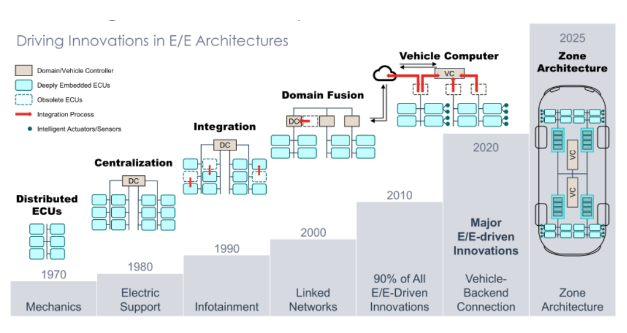 Driving Innovations in E/E Architectures
Domain/Vehicle Controller
Deeply Embedded ECUs
Obsolete ECUs
Integration Process
Intelligent Actuators/Sensors
Distributed
ECUs
1970
Mechanics
Centralization
DC
1980
Electric
Support
Integration
DC
1990
Infotainment
Domain Fusion
2000
Linked
Networks
Vehicle Computer
VC
2010
90% of All
E/E-Driven
Innovations
2020
Major
E/E-driven
Innovations
Vehicle-
Backend
Connection
2025
Zone
Architecture
VC
VC
Zone
Architecture